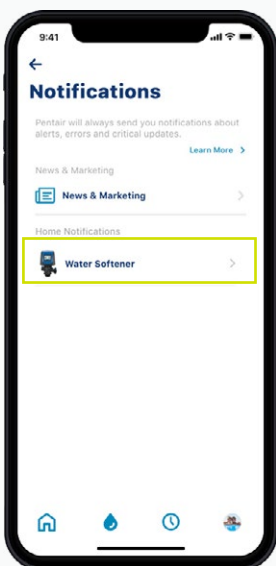 9:41
Notifications
Pentair will always send you notifications about
alerts, errors and critical updates.
Learn More >
News & Marketing
News & Marketing >
Home Notifications
Water Softener >